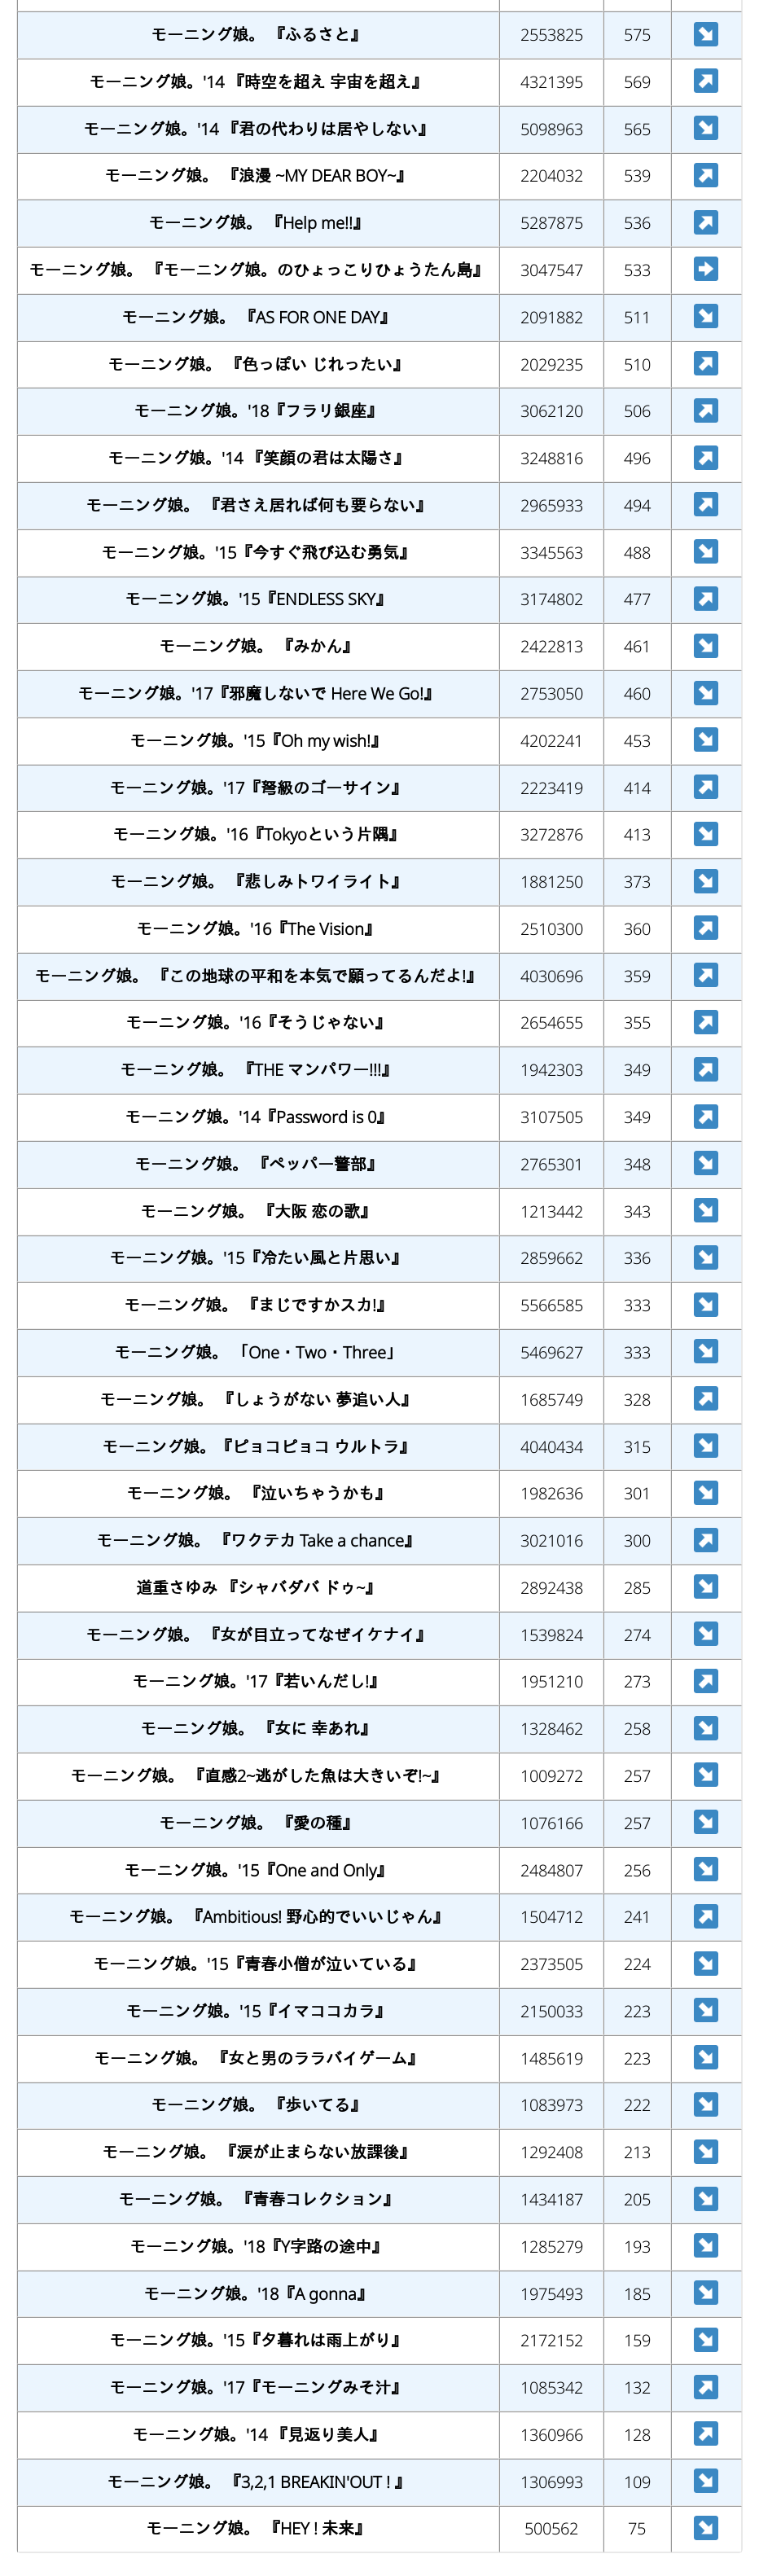 モーニング娘。 『ふるさと』 2553825 575 ↘
モーニング娘。'14 『時空を超え 宇宙を超え』 4321395 569 ↗
モーニング娘。'14 『君の代わりは居やしない』 5098963 565 ↘
モーニング娘。 『浪漫 ~MY DEAR BOY~』 2204032 539 ↗
モーニング娘。 『Help me!!』 5287875 536 ↗
モーニング娘。 『モーニング娘。のひょっこりひょうたん島』 3047547 533 ➡
モーニング娘。 『AS FOR ONE DAY』 2091882 511 ↘
モーニング娘。 『色っぽい じれったい』 2029235 510 ↗
モーニング娘。'18『フラリ銀座』 3062120 506 ↗
モーニング娘。'14 『笑顔の君は太陽さ』 3248816 496 ↗
モーニング娘。 『君さえ居れば何も要らない』 2965933 494 ↗
モーニング娘。'15『今すぐ飛び込む勇気』 3345563 488 ↘
モーニング娘。'15『ENDLESS SKY』 3174802 477 ↗
モーニング娘。 『みかん』 2422813 461 ↘
モーニング娘。'17『邪魔しないで Here We Go!』 2753050 460 ↘
モーニング娘。'15『Oh my wish!』 4202241 453 ↘
モーニング娘。'17『弩級のゴーサイン』 2223419 414 ↗
モーニング娘。'16『Tokyoという片隅』 3272876 413 ↘
モーニング娘。 『悲しみトワイライト』 1881250 373 ↘
モーニング娘。'16『The Vision』 2510300 360 ↗
モーニング娘。 『この地球の平和を本気で願ってるんだよ!』 4030696 359 ↗
モーニング娘。'16『そうじゃない』 2654655 355 ↗
モーニング娘。 『THE マンパワー!!!』 1942303 349 ↗
モーニング娘。'14『Password is 0』 3107505 349 ↗
モーニング娘。 『ペッパー警部』 2765301 348 ↘
モーニング娘。 『大阪 恋の歌』 1213442 343 ↘
モーニング娘。'15『冷たい風と片思い』 2859662 336 ↘
モーニング娘。 『まじですかスカ!』 5566585 333 ↘
モーニング娘。 「One・Two・Three」 5469627 333 ↘
モーニング娘。 『しょうがない 夢追い人』 1685749 328 ↗
モーニング娘。『ピョコピョコ ウルトラ』 4040434 315 ↘
モーニング娘。 『泣いちゃうかも』 1982636 301 ↘
モーニング娘。 『ワクテカ Take a chance』 3021016 300 ↗
道重さゆみ 『シャバダバ ドゥ~』 2892438 285 ↘
モーニング娘。 『女が目立ってなぜイケナイ』 1539824 274 ↘
モーニング娘。'17『若いんだし!』 1951210 273 ↗
モーニング娘。 『女に 幸あれ』 1328462 258 ↘
モーニング娘。 『直感2~逃がした魚は大きいぞ!~』 1009272 257 ↘
モーニング娘。 『愛の種』 1076166 257 ↘
モーニング娘。'15『One and Only』 2484807 256 ↘
モーニング娘。 『Ambitious! 野心的でいいじゃん』 1504712 241 ↗
モーニング娘。'15『青春小僧が泣いている』 2373505 224 ↘
モーニング娘。'15『イマココカラ』 2150033 223 ↘
モーニング娘。 『女と男のララバイゲーム』 1485619 223 ↘
モーニング娘。 『歩いてる』 1083973 222 ↘
モーニング娘。 『涙が止まらない放課後』 1292408 213 ↘
モーニング娘。 『青春コレクション』 1434187 205 ↘
モーニング娘。'18『Y字路の途中』 1285279 193 ↘
モーニング娘。'18『A gonna』 1975493 185 ↘
モーニング娘。'15『夕暮れは雨上がり』 2172152 159 ↘
モーニング娘。'17『モーニングみそ汁』 1085342 132 ↗
モーニング娘。'14 『見返り美人』 1360966 128 ↗
モーニング娘。 『3,2,1 BREAKIN'OUT ! 』 1306993 109 ↘
モーニング娘。 『HEY ! 未来』 500562 75 ↘